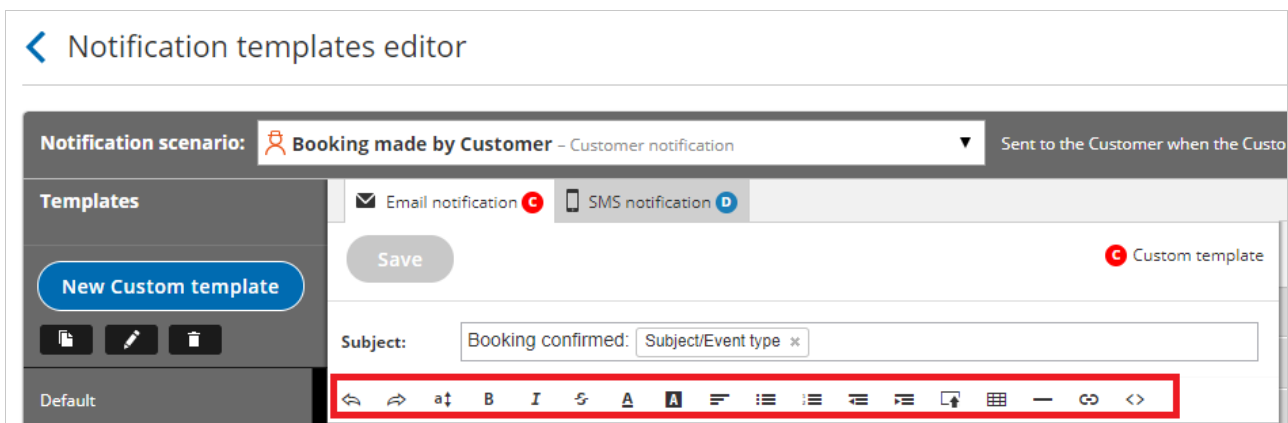 Notification templates editor
Notification scenario: Booking made by Customer – Customer notification ▼ Sent to the Customer when the Custo
Templates
Email notification C SMS notification D
Save
C Custom template
New Custom template
Subject: Booking confirmed: Subject/Event type ×
Default
a B I S A A